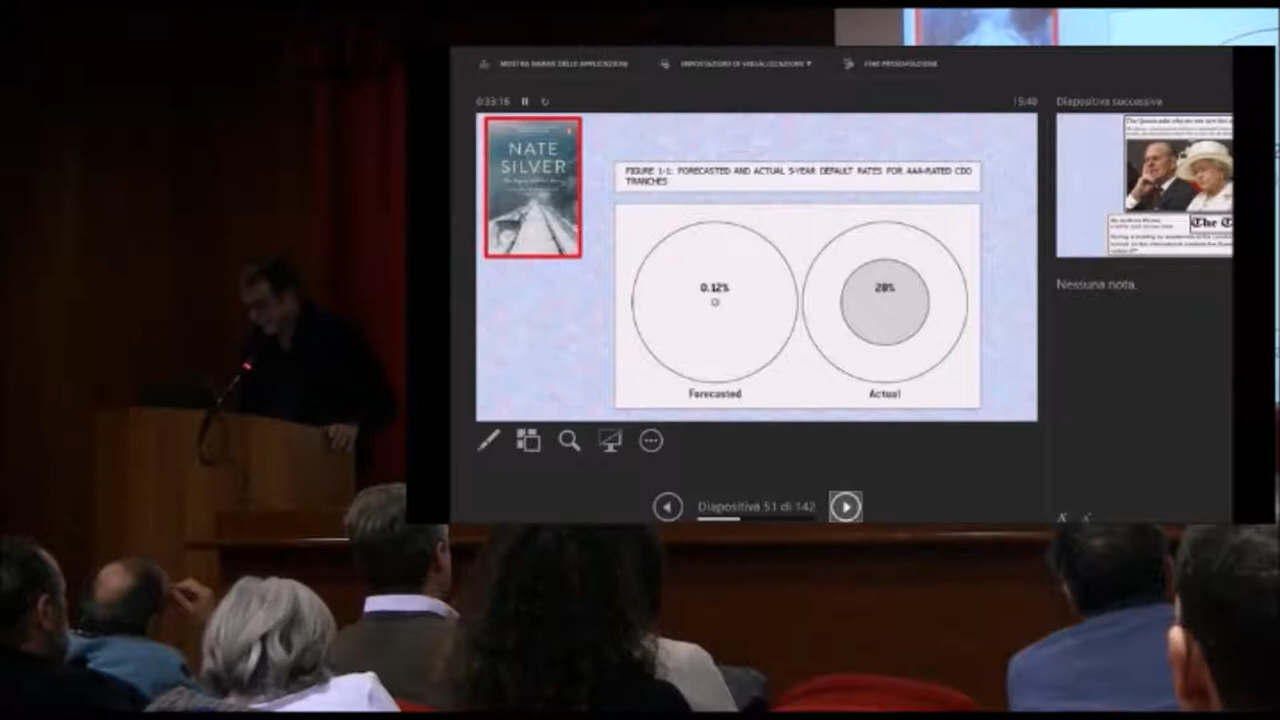 MOSTRA BARRA DELLE APPLICAZIONI
IMPOSTAZIONI DI VISUALIZZAZIONE ▼
FINE PRESENTAZIONE
0:33:16
15:40
Diapositiva successiva
NATE
SILVER
FIGURE 1-1: FORECASTED AND ACTUAL 5-YEAR DEFAULT RATES FOR AAA-RATED CDO
TRANCHES
0.12%
28%
Forecasted
Actual
The T
Nessuna nota.
Diapositiva 51 di 142
A A